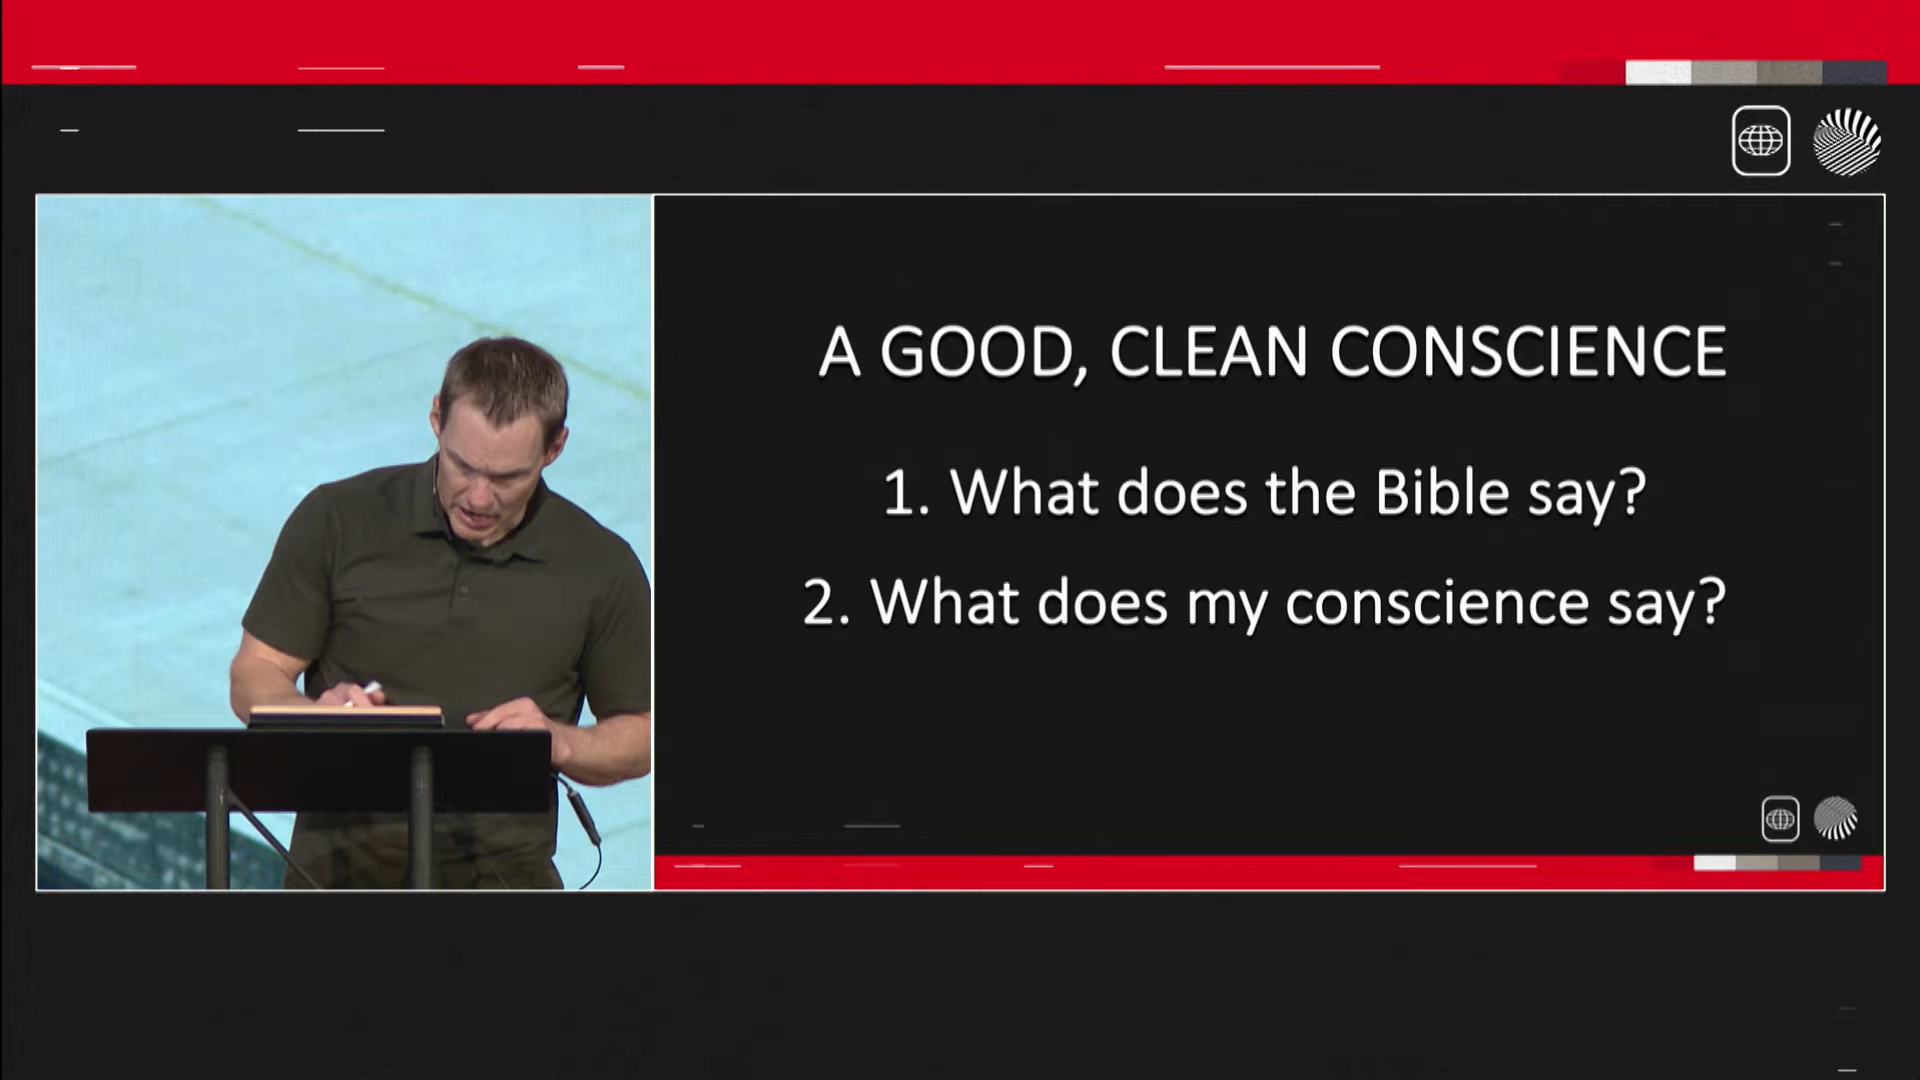 A GOOD, CLEAN CONSCIENCE
1. What does the Bible say?
2. What does my conscience say?